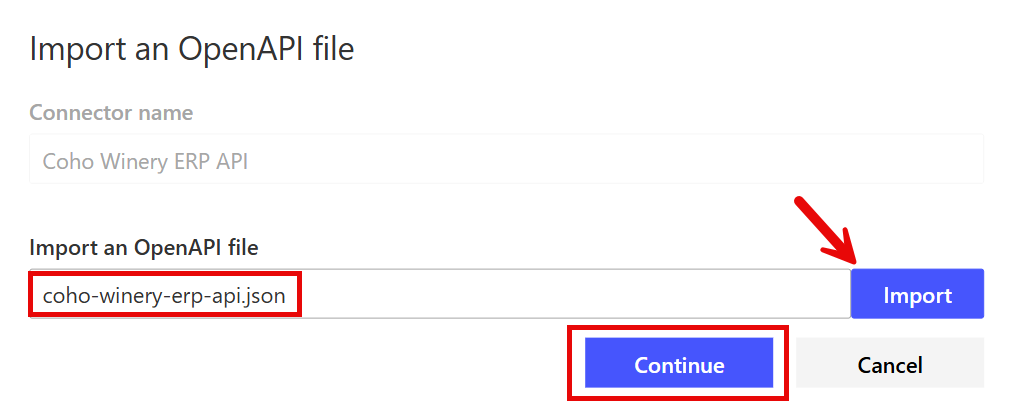 Import an OpenAPI file
Connector name
Coho Winery ERP API
Import an OpenAPI file
coho-winery-erp-api.json
Import
Continue
Cancel